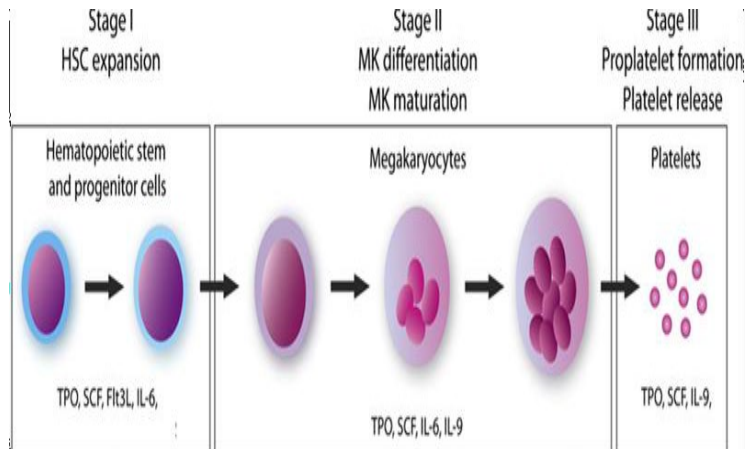 Stage I
HSC expansion
Stage II
MK differentiation
MK maturation
Stage III
Proplatelet formation,
Platelet release
Hematopoietic stem
and progenitor cells
Megakaryocytes
Platelets
TPO, SCF, Flt3L, IL-6,
TPO, SCF, IL-6, IL-9
TPO, SCF, IL-9,